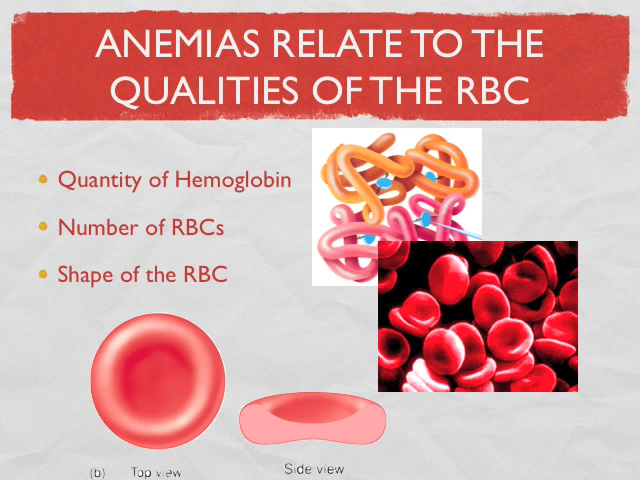 ANEMIAS RELATE TO THE
QUALITIES OF THE RBC
Quantity of Hemoglobin
Number of RBCs
Shape of the RBC
(b) Top view
Side view